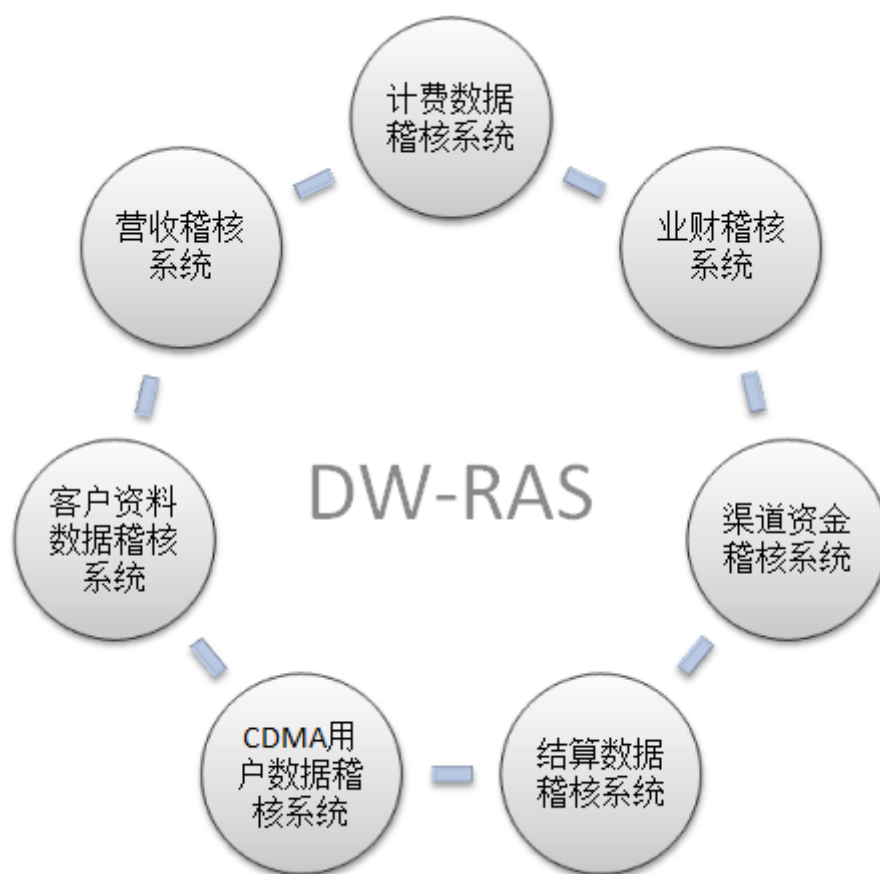 计费数据
稽核系统
营收稽核
系统
业财稽核
系统
客户资料
数据稽核
系统
DW-RAS
渠道资金
稽核系统
CDMA用
户数据稽
核系统
结算数据
稽核系统